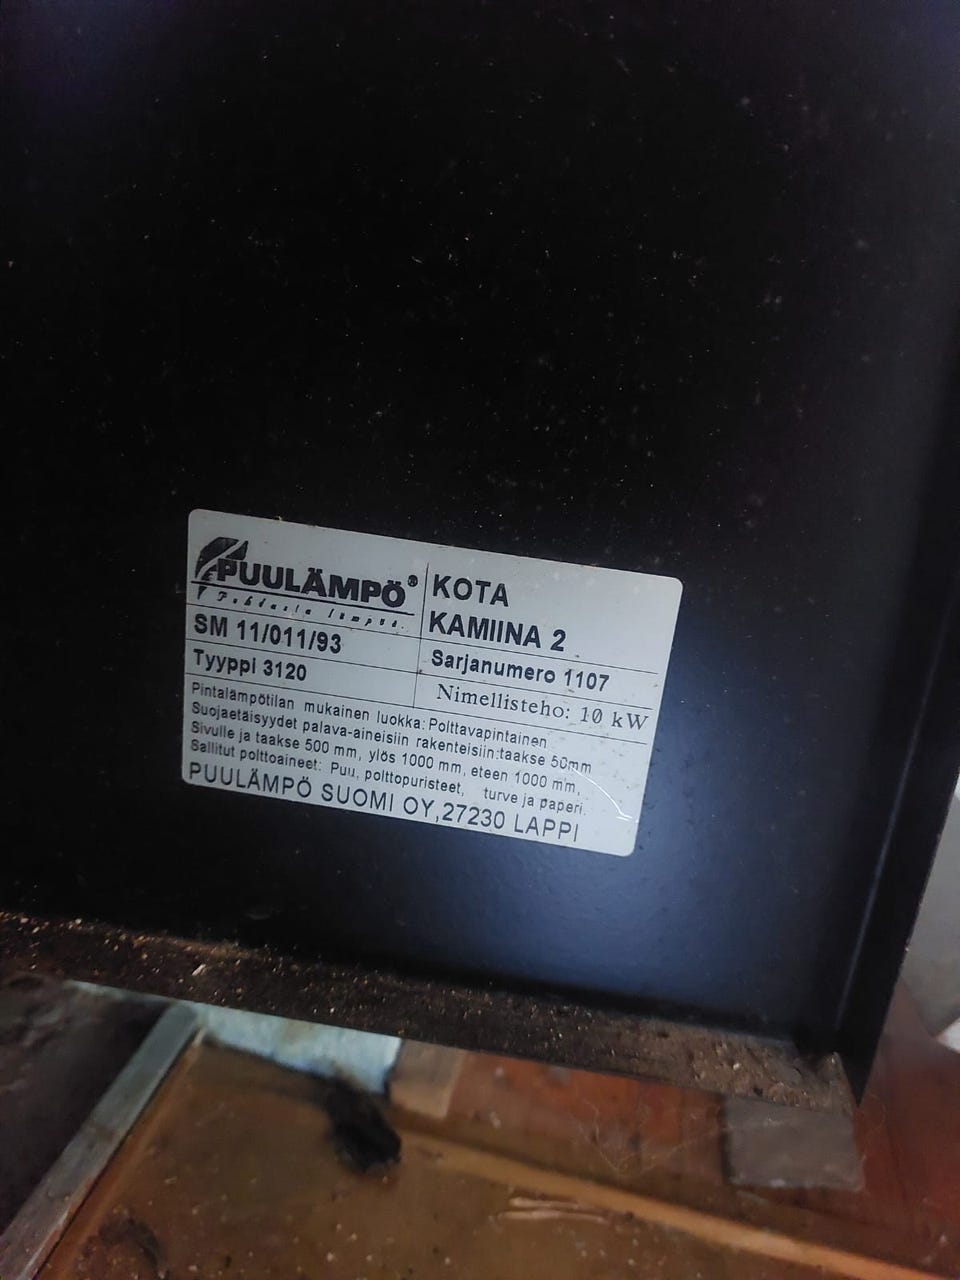 PUULÄMPÖ®
Pohdasta lämpöä.
KOTA
KAMIINA 2
SM 11/011/93
Sarjanumero 1107
Tyyppi 3120
Nimellisteho: 10 kW
Pintalämpötilan mukainen luokka: Polttavapintainen
Suojaetäisyydet palava-aineisiin rakenteisiin:taakse 50mm
Sivulle ja taakse 500 mm, ylös 1000 mm, eteen 1000 mm,
Sallitut polttoaineet: Puu, polttopuristeet, turve ja paperi.
PUULÄMPÖ SUOMI OY,27230 LAPPI